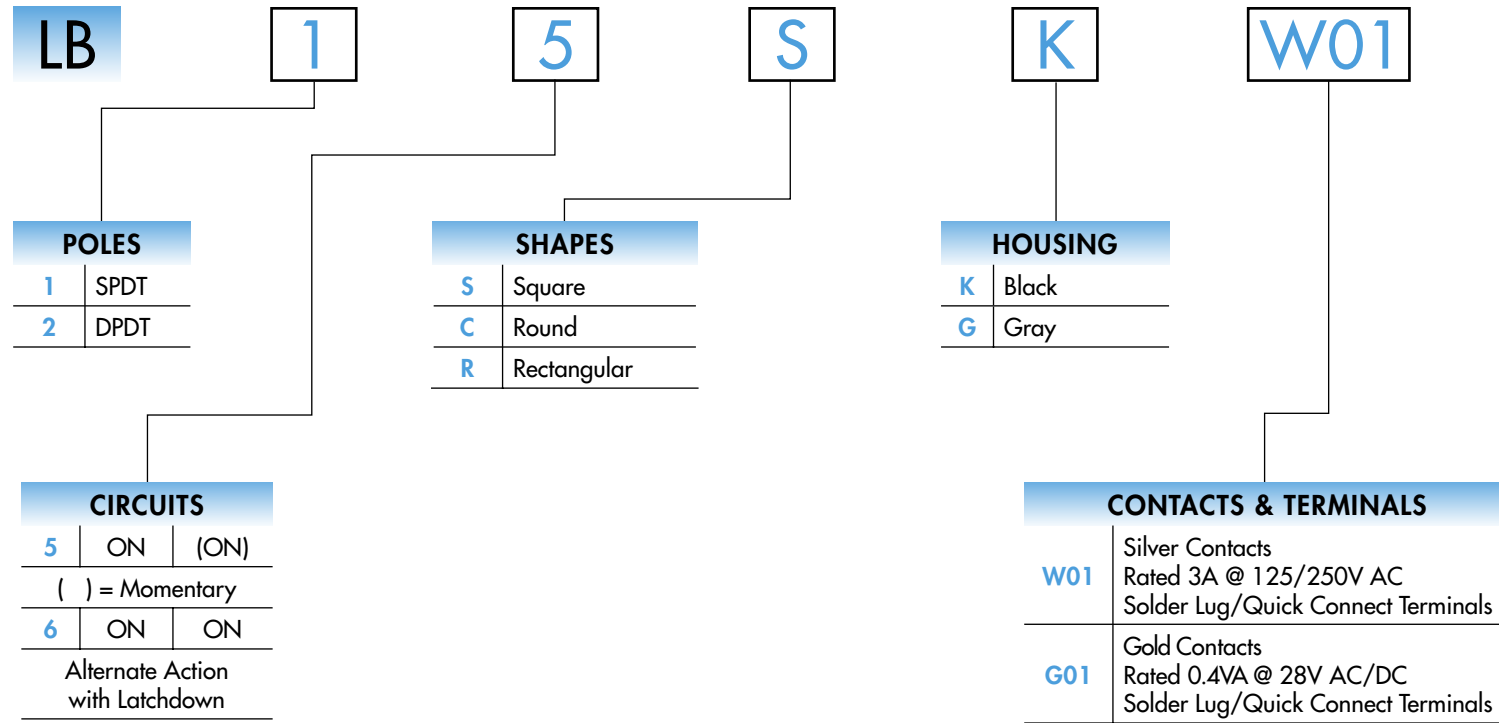 LB 1 5 S K W01
POLES
1 SPDT
2 DPDT
SHAPES
S Square
C Round
R Rectangular
HOUSING
K Black
G Gray
CIRCUITS
5 ON (ON)
( ) = Momentary
6 ON ON
Alternate Action
with Latchdown
CONTACTS & TERMINALS
W01
Silver Contacts
Rated 3A @ 125/250V AC
Solder Lug/Quick Connect Terminals
G01
Gold Contacts
Rated 0.4VA @ 28V AC/DC
Solder Lug/Quick Connect Terminals